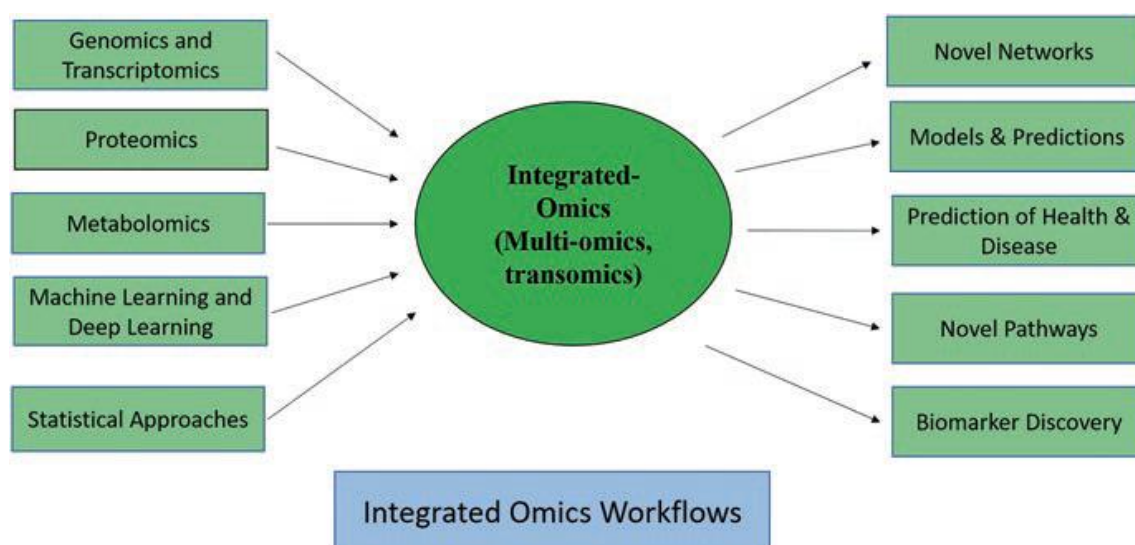 Genomics and
Transcriptomics
Proteomics
Metabolomics
Machine Learning and
Deep Learning
Statistical Approaches
Integrated-
Omics
(Multi-omics,
transomics)
Novel Networks
Models & Predictions
Prediction of Health &
Disease
Novel Pathways
Biomarker Discovery
Integrated Omics Workflows